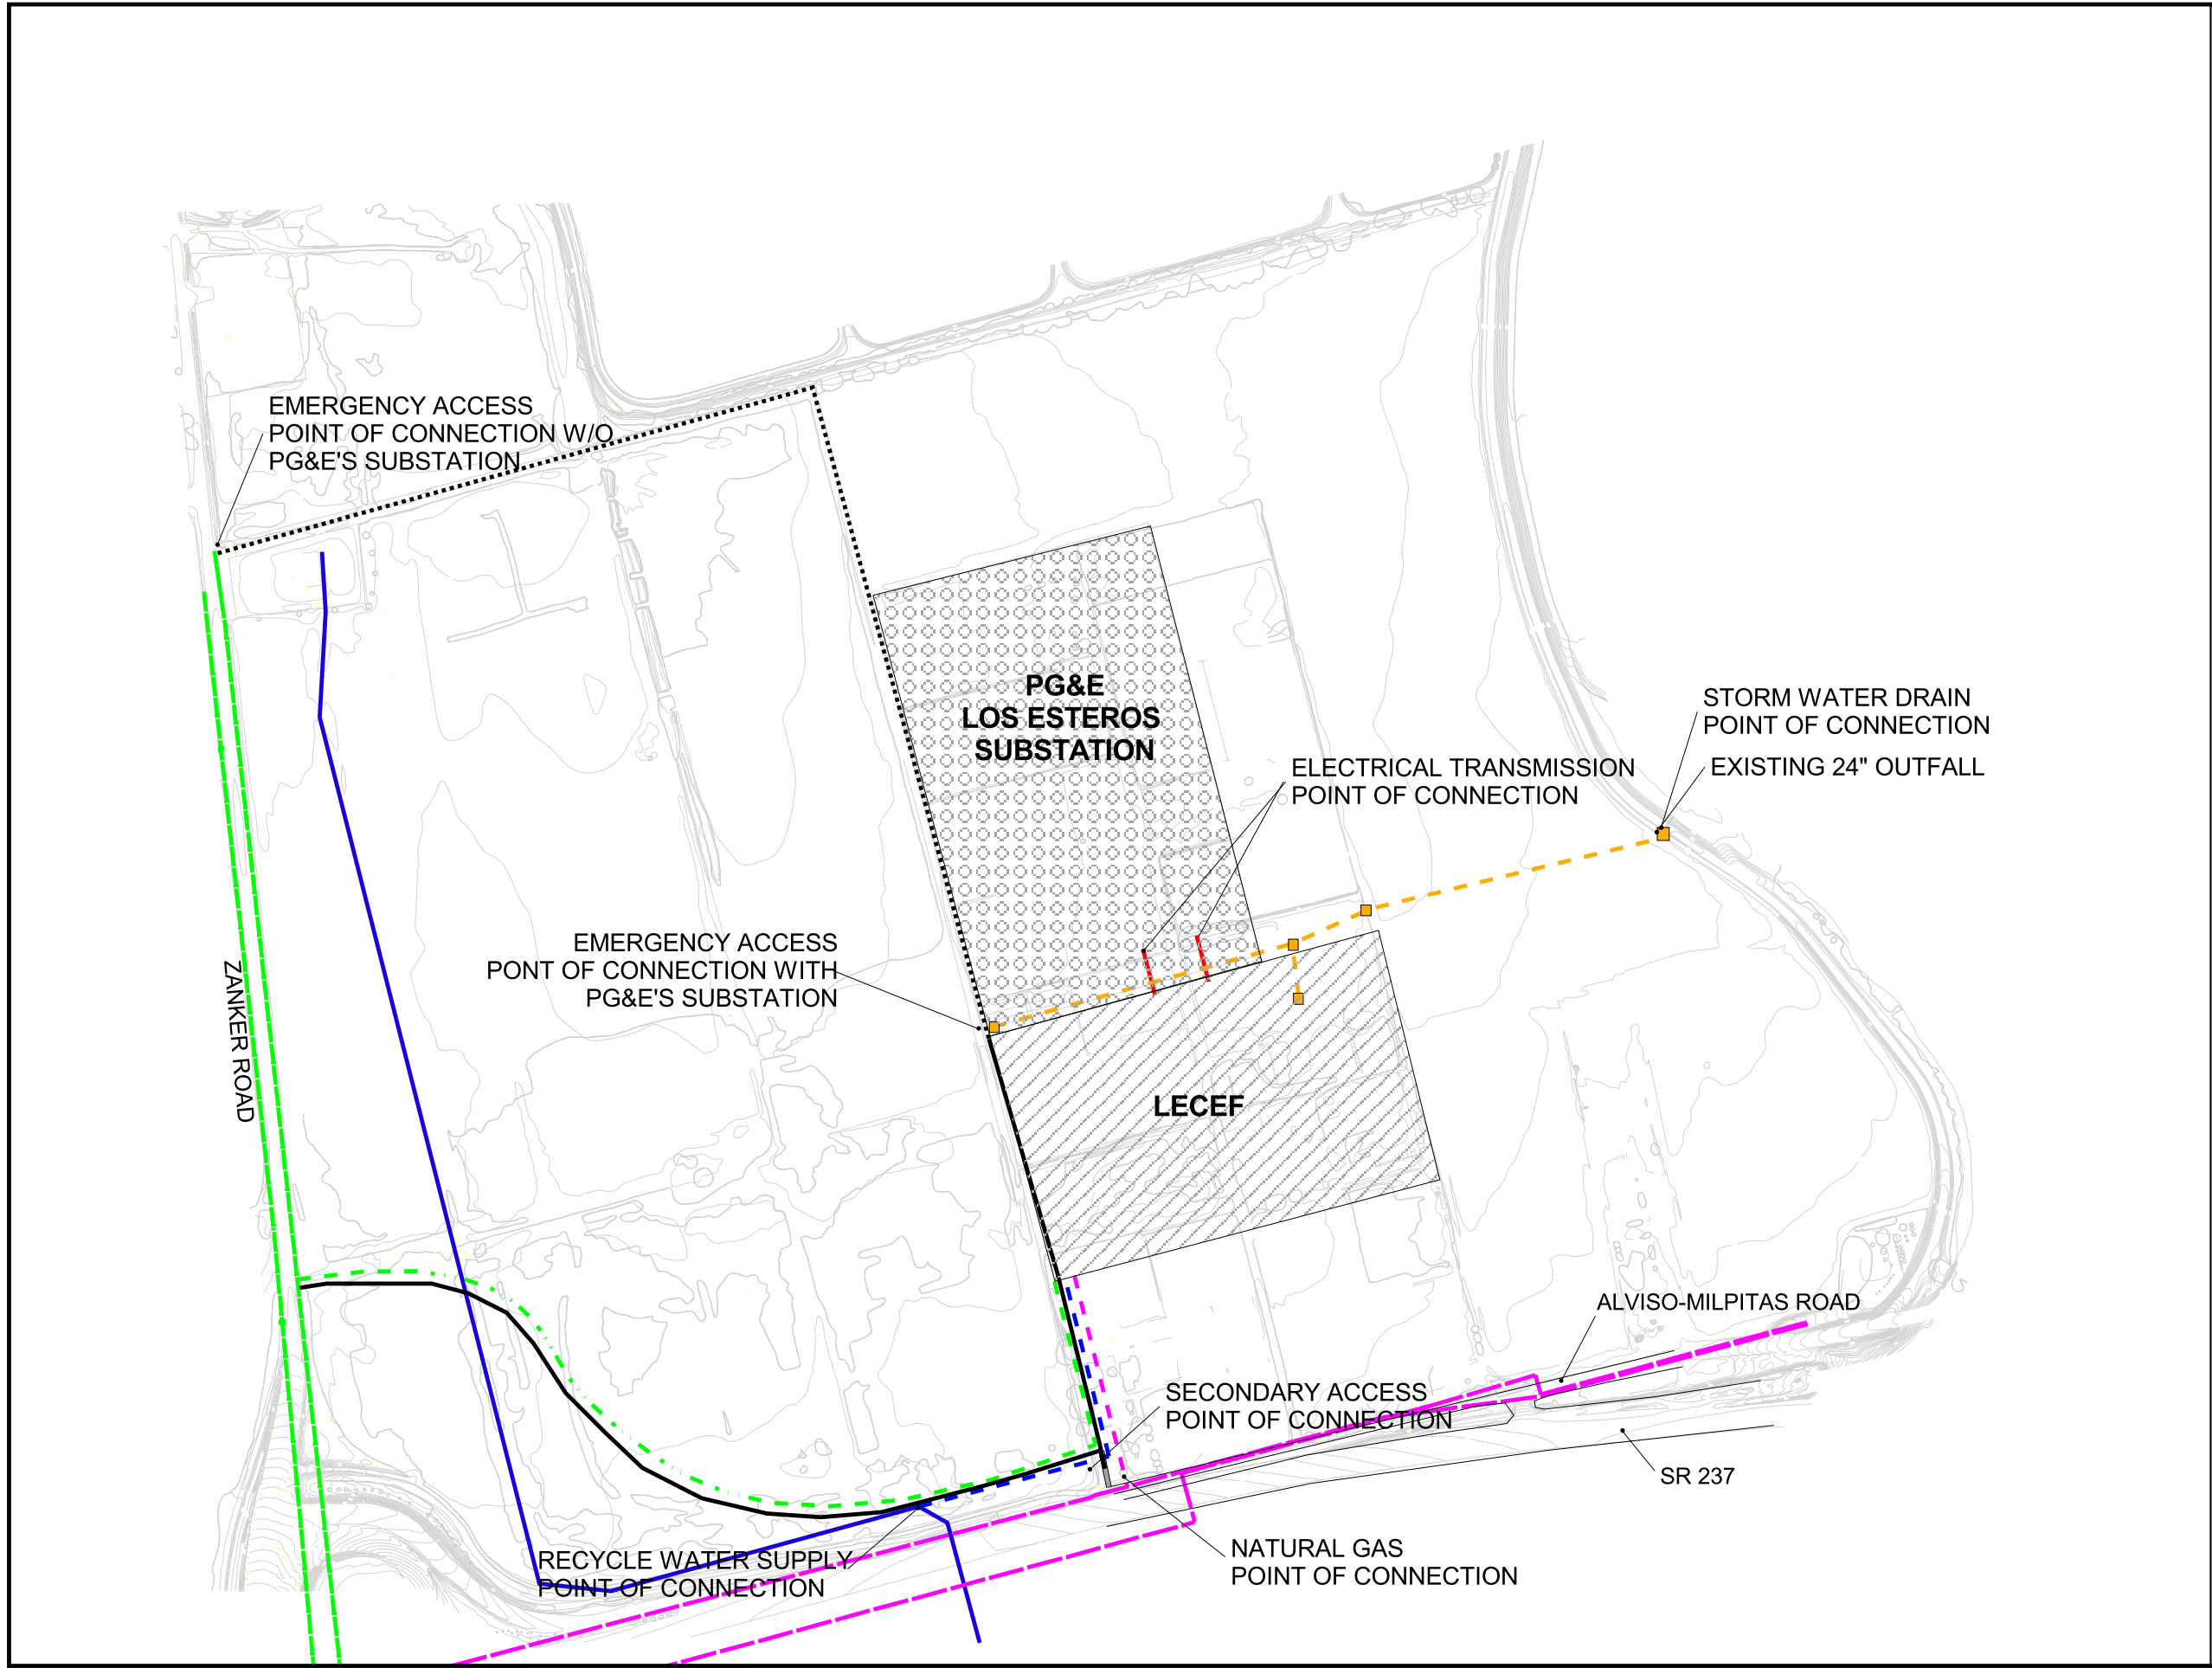 EMERGENCY ACCESS
POINT OF CONNECTION W/O
PG&E'S SUBSTATION
PG&E
LOS ESTEROS
SUBSTATION
STORM WATER DRAIN
POINT OF CONNECTION
EXISTING 24" OUTFALL
ELECTRICAL TRANSMISSION
POINT OF CONNECTION
EMERGENCY ACCESS
PONT OF CONNECTION WITH
PG&E'S SUBSTATION
ZANKER ROAD
LECEF
ALVISO-MILPITAS ROAD
SECONDARY ACCESS
POINT OF CONNECTION
SR 237
RECYCLE WATER SUPPLY
POINT OF CONNECTION
NATURAL GAS
POINT OF CONNECTION